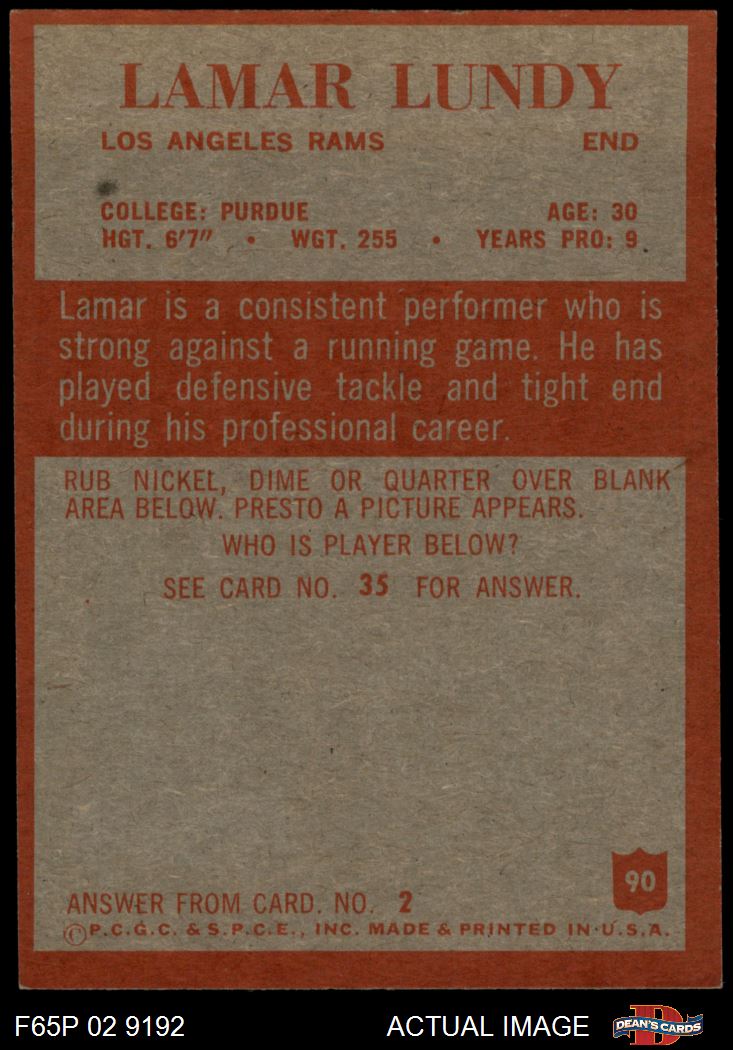 LAMAR LUNDY
LOS ANGELES RAMS END
COLLEGE: PURDUE AGE: 30
HGT. 6'7" • WGT. 255 • YEARS PRO: 9
Lamar is a consistent performer who is
strong against a running game. He has
played defensive tackle and tight end
during his professional career.
RUB NICKEL, DIME OR QUARTER OVER BLANK
AREA BELOW. PRESTO A PICTURE APPEARS.
WHO IS PLAYER BELOW?
SEE CARD NO. 35 FOR ANSWER.
90
ANSWER FROM CARD. NO. 2
©P.C.G.C. & S.P.C.E., INC. MADE & PRINTED IN U.S.A.
F65P 02 9192 ACTUAL IMAGE D DEAN'S CARDS